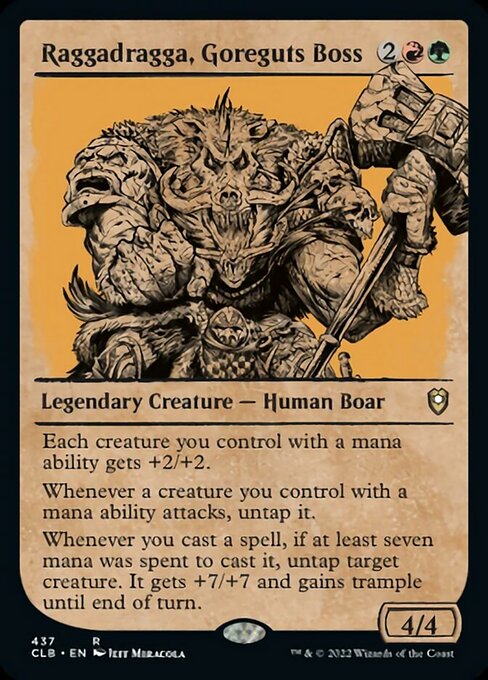 Raggadragga, Goreguts Boss 2
Legendary Creature — Human Boar
Each creature you control with a mana
ability gets +2/+2.
Whenever a creature you control with a
mana ability attacks, untap it.
Whenever you cast a spell, if at least seven
mana was spent to cast it, untap target
creature. It gets +7/+7 and gains trample
until end of turn.
4/4
437 R
CLB • EN Jeff Miracola
™ & © 2022 Wizards of the Coast